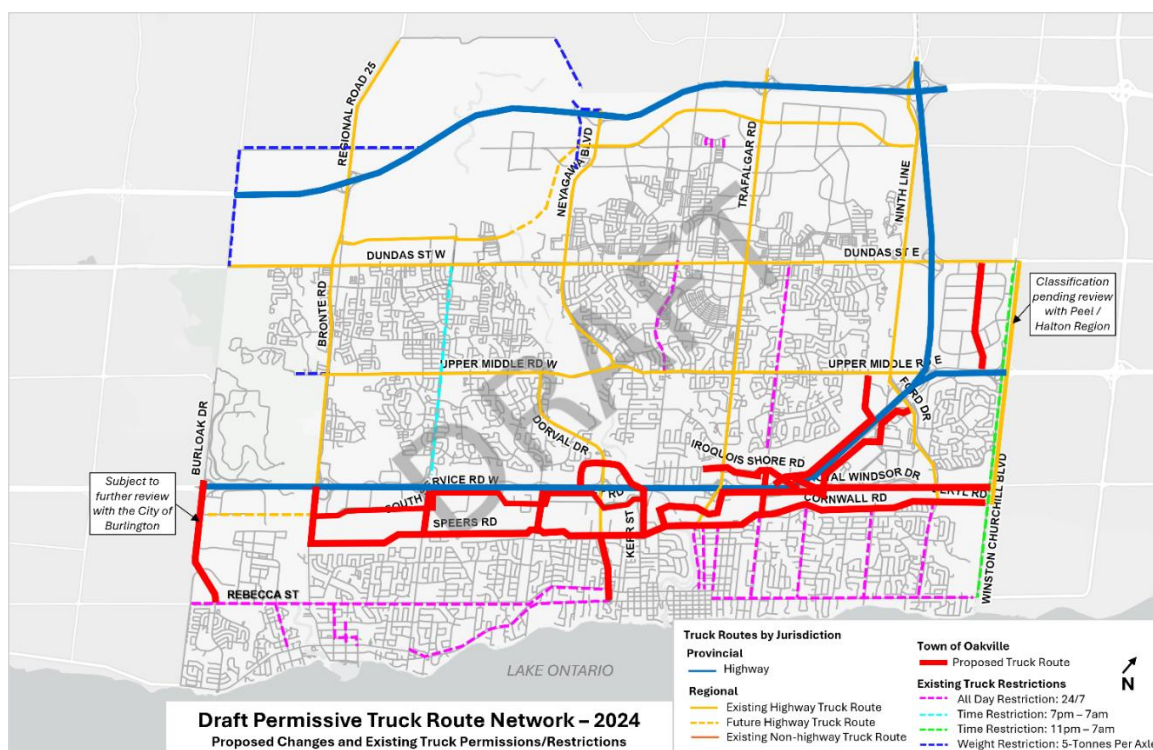 REGIONAL ROAD 25
NEYAGAWA BLVD
TRAFALGAR RD
NINTH LINE
DUNDAS ST W
DUNDAS ST E
Classification
pending review
with Peel /
Halton Region
BRONTE RD
UPPER MIDDLE RD W
UPPER MIDDLE RD E
FORD DR
DRAFT
BURLOAK DR
DORVAL DR
IROQUOIS SHORE RD
ROYAL WINDSOR DR
Subject to
further review
with the City of
Burlington
SOUTH SERVICE RD W
RD
CORNWALL RD
SPEERS RD
KERR ST
WINSTON CHURCHILL BLVD
REBECCA ST
LAKE ONTARIO
Truck Routes by Jurisdiction
Provincial
Highway
Regional
Existing Highway Truck Route
Future Highway Truck Route
Existing Non-highway Truck Route
Town of Oakville
Proposed Truck Route
Existing Truck Restrictions
All Day Restriction: 24/7
Time Restriction: 7pm – 7am
Time Restriction: 11pm – 7am
Weight Restriction: 5-Tonnes Per Axle
N
Draft Permissive Truck Route Network – 2024
Proposed Changes and Existing Truck Permissions/Restrictions